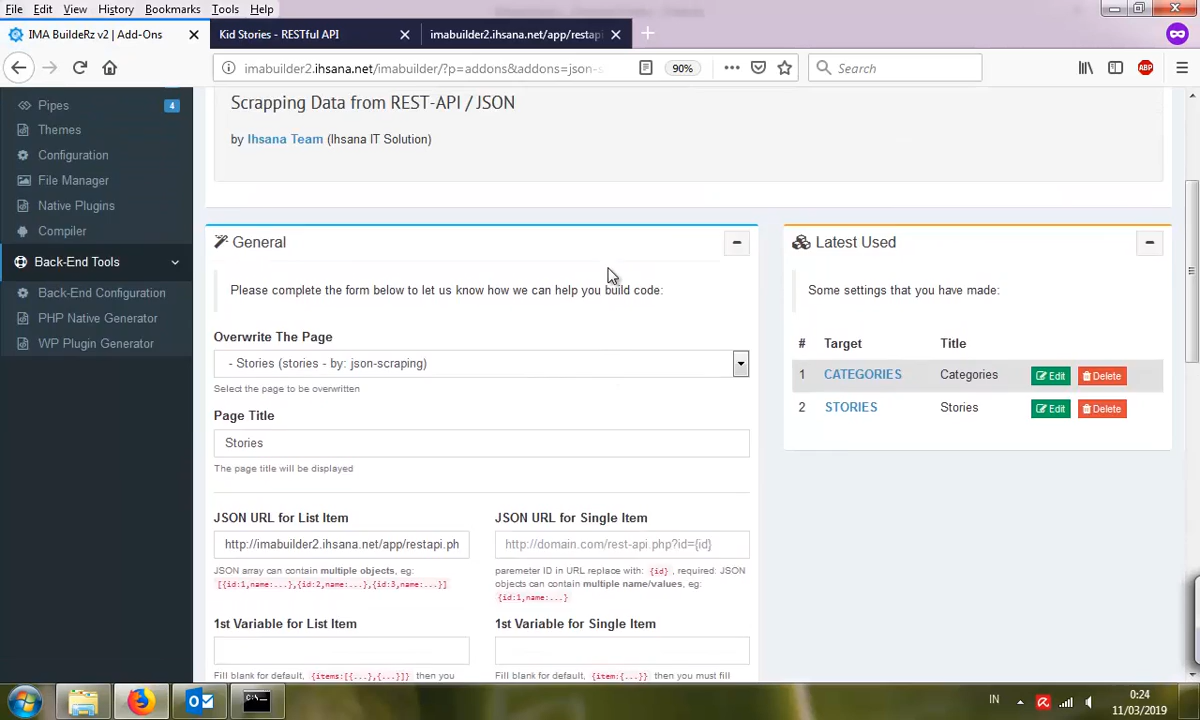 File Edit View History Bookmarks Tools Help
IMA BuildeRz v2 | Add-Ons
Kid Stories - RESTful API
imabuilder2.ihsana.net/app/restapi
imabuilder2.ihsana.net/imabuilder/?p=addons&addons=json-s
90%
Search
ABP
Pipes 4
Themes
Configuration
File Manager
Native Plugins
Compiler
Back-End Tools
Back-End Configuration
PHP Native Generator
WP Plugin Generator
Scrapping Data from REST-API / JSON
by Ihsana Team (Ihsana IT Solution)
General
Please complete the form below to let us know how we can help you build code:
Overwrite The Page
- Stories (stories - by: json-scraping)
Select the page to be overwritten
Page Title
Stories
The page title will be displayed
JSON URL for List Item
http://imabuilder2.ihsana.net/app/restapi.ph
JSON array can contain multiple objects, eg:
[{id:1,name:...},{id:2,name:...},{id:3,name:...}]
JSON URL for Single Item
http://domain.com/rest-api.php?id={id}
paremeter ID in URL replace with: {id}, required: JSON
objects can contain multiple name/values, eg:
{id:1,name:...}
1st Variable for List Item
Fill blank for default, {items:[{...},{...}]} then you
1st Variable for Single Item
Fill blank for default, {item:{...}} then you must fill
Latest Used
Some settings that you have made:
# Target Title
1 CATEGORIES Categories Edit Delete
2 STORIES Stories Edit Delete
IN
0:24
11/03/2019